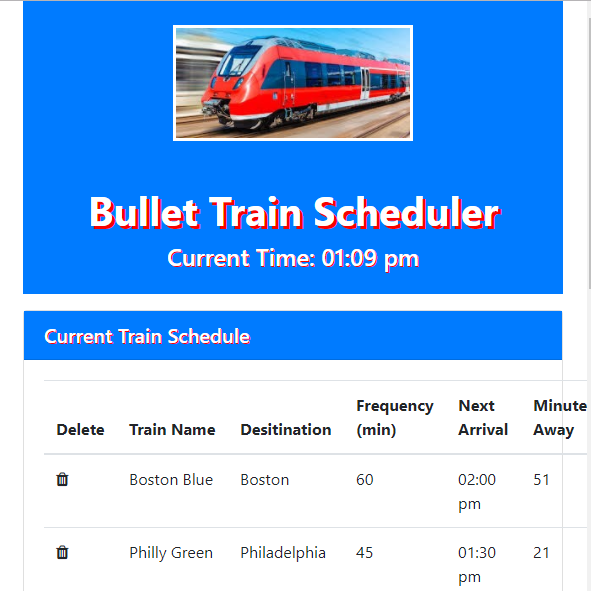 Bullet Train Scheduler
Current Time: 01:09 pm
Current Train Schedule
Delete Train Name Desitination Frequency (min) Next Arrival Minute Away
Boston Blue Boston 60 02:00 pm 51
Philly Green Philadelphia 45 01:30 pm 21